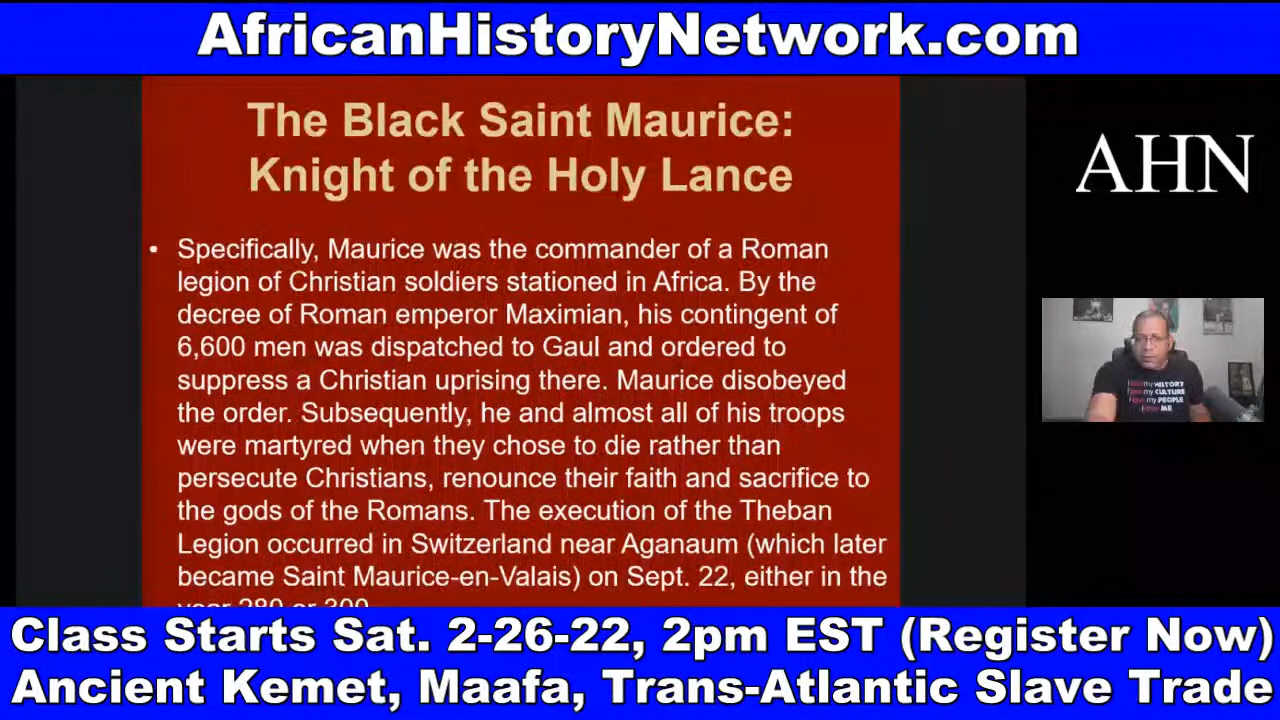 AfricanHistoryNetwork.com
The Black Saint Maurice:
Knight of the Holy Lance
• Specifically, Maurice was the commander of a Roman
legion of Christian soldiers stationed in Africa. By the
decree of Roman emperor Maximian, his contingent of
6,600 men was dispatched to Gaul and ordered to
suppress a Christian uprising there. Maurice disobeyed
the order. Subsequently, he and almost all of his troops
were martyred when they chose to die rather than
persecute Christians, renounce their faith and sacrifice to
the gods of the Romans. The execution of the Theban
Legion occurred in Switzerland near Aganaum (which later
became Saint Maurice-en-Valais) on Sept. 22, either in the
AHN
HISTORY
my CULTURE
my PEOPLE
ME
Class Starts Sat. 2-26-22, 2pm EST (Register Now)
Ancient Kemet, Maafa, Trans-Atlantic Slave Trade